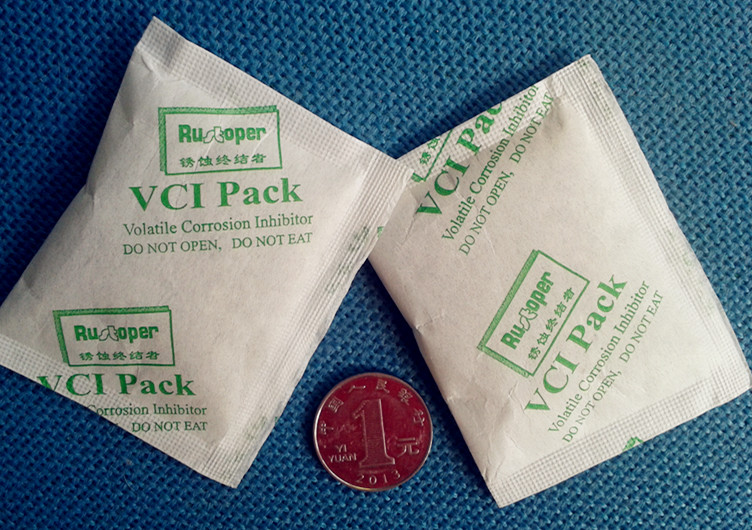 Rustoper
锈蚀终结者
VCI Pack
Volatile Corrosion Inhibitor
DO NOT OPEN, DO NOT EAT
Rustoper
锈蚀终结者
VCI Pack
Corrosion Inhibitor
DO NOT EAT
VCI Pac
Volatile Corrosion Inhibitor
DO NOT OPEN, DO NOT EAT
Rustoper
锈蚀终结者
VCI Pack
Volatile Corrosion Inhibitor
DO NOT OPEN, DO NOT EAT
中国人民银行
YI
YUAN
1元
2013